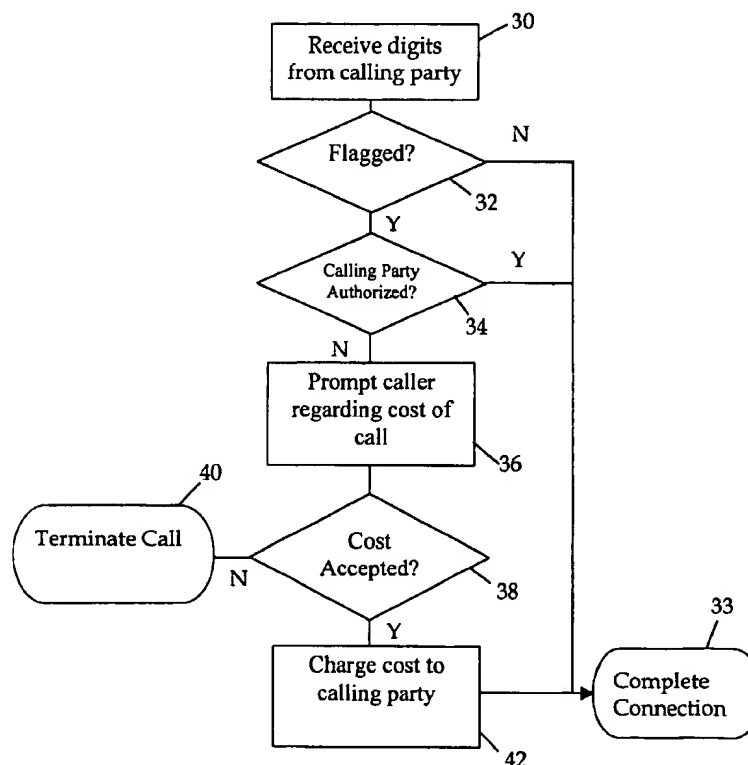 30
Receive digits
from calling party
N
Flagged?
32
Y
Calling Party
Authorized?
Y
34
N
Prompt caller
regarding cost of
call
36
40
Terminate Call
N
Cost
Accepted?
38
Y
33
Charge cost to
calling party
Complete
Connection
42